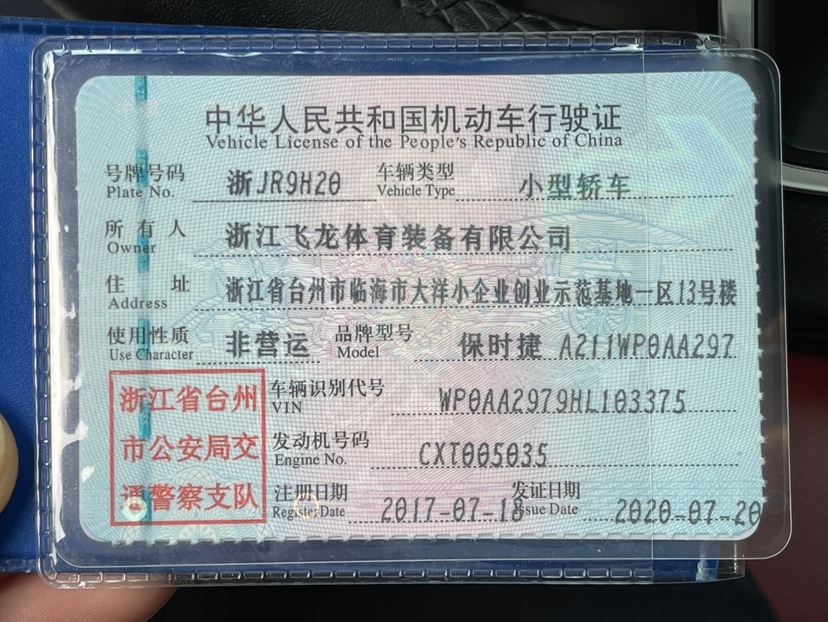 中华人民共和国机动车行驶证
Vehicle License of the People's Republic of China
号牌号码 浙JR9H20 车辆类型 小型轿车
Plate No. Vehicle Type
所有人 浙江飞龙体育装备有限公司
Owner
住址 浙江省台州市临海市大洋小企业创业示范基地一区13号楼
Address
使用性质 非营运 品牌型号 保时捷 A211WP0AA297
Use Character Model
浙江省台州
市公安局交
通警察支队
车辆识别代号 WP0AA2979HL103375
VIN
发动机号码 CXT005035
Engine No.
注册日期 2017-07-18 发证日期 2020-07-20
Register Date Issue Date